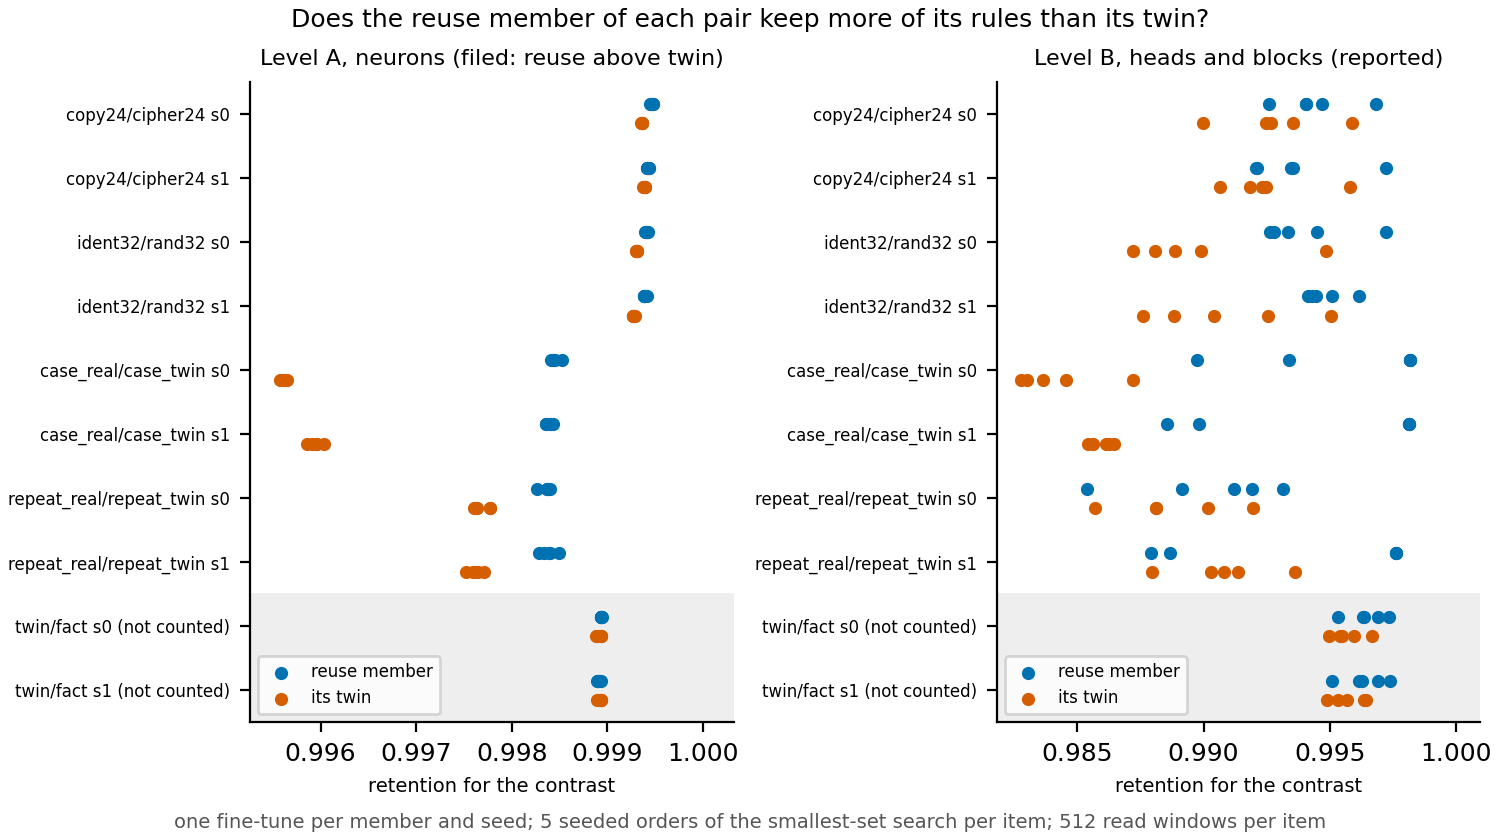 Does the reuse member of each pair keep more of its rules than its twin?
Level A, neurons (filed: reuse above twin)
copy24/cipher24 s0
copy24/cipher24 s1
ident32/rand32 s0
ident32/rand32 s1
case_real/case_twin s0
case_real/case_twin s1
repeat_real/repeat_twin s0
repeat_real/repeat_twin s1
twin/fact s0 (not counted)
twin/fact s1 (not counted)
reuse member
its twin
0.996 0.997 0.998 0.999 1.000
retention for the contrast
Level B, heads and blocks (reported)
copy24/cipher24 s0
copy24/cipher24 s1
ident32/rand32 s0
ident32/rand32 s1
case_real/case_twin s0
case_real/case_twin s1
repeat_real/repeat_twin s0
repeat_real/repeat_twin s1
twin/fact s0 (not counted)
twin/fact s1 (not counted)
reuse member
its twin
0.985 0.990 0.995 1.000
retention for the contrast
one fine-tune per member and seed; 5 seeded orders of the smallest-set search per item; 512 read windows per item